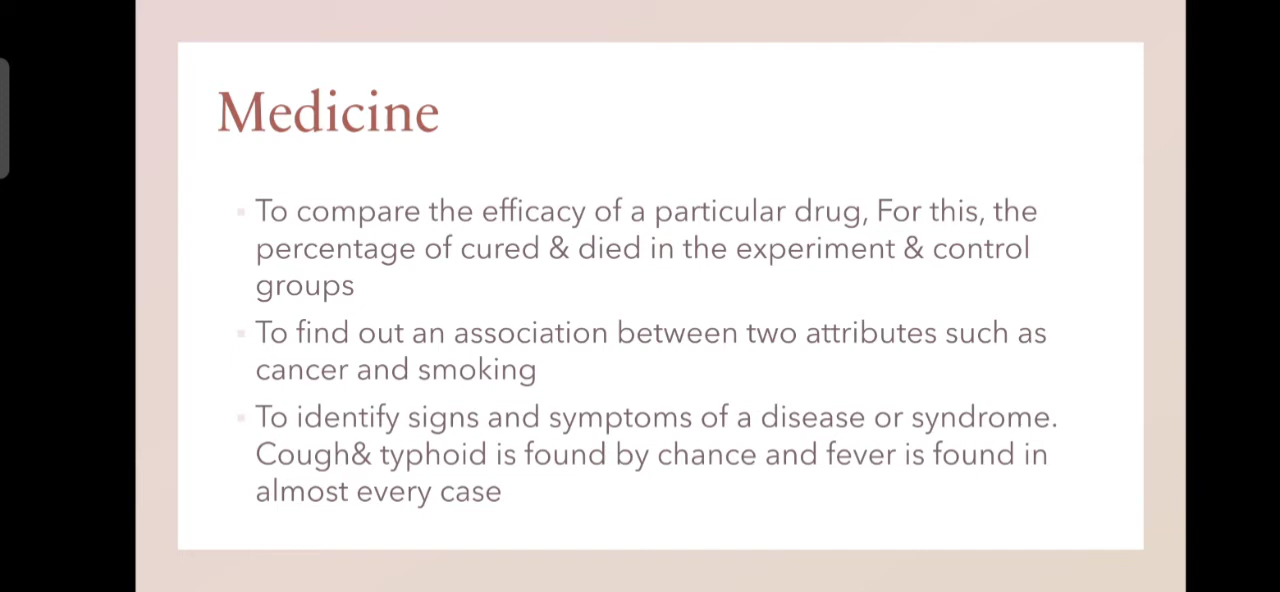 Medicine
To compare the efficacy of a particular drug, For this, the
percentage of cured & died in the experiment & control
groups
To find out an association between two attributes such as
cancer and smoking
To identify signs and symptoms of a disease or syndrome.
Cough& typhoid is found by chance and fever is found in
almost every case